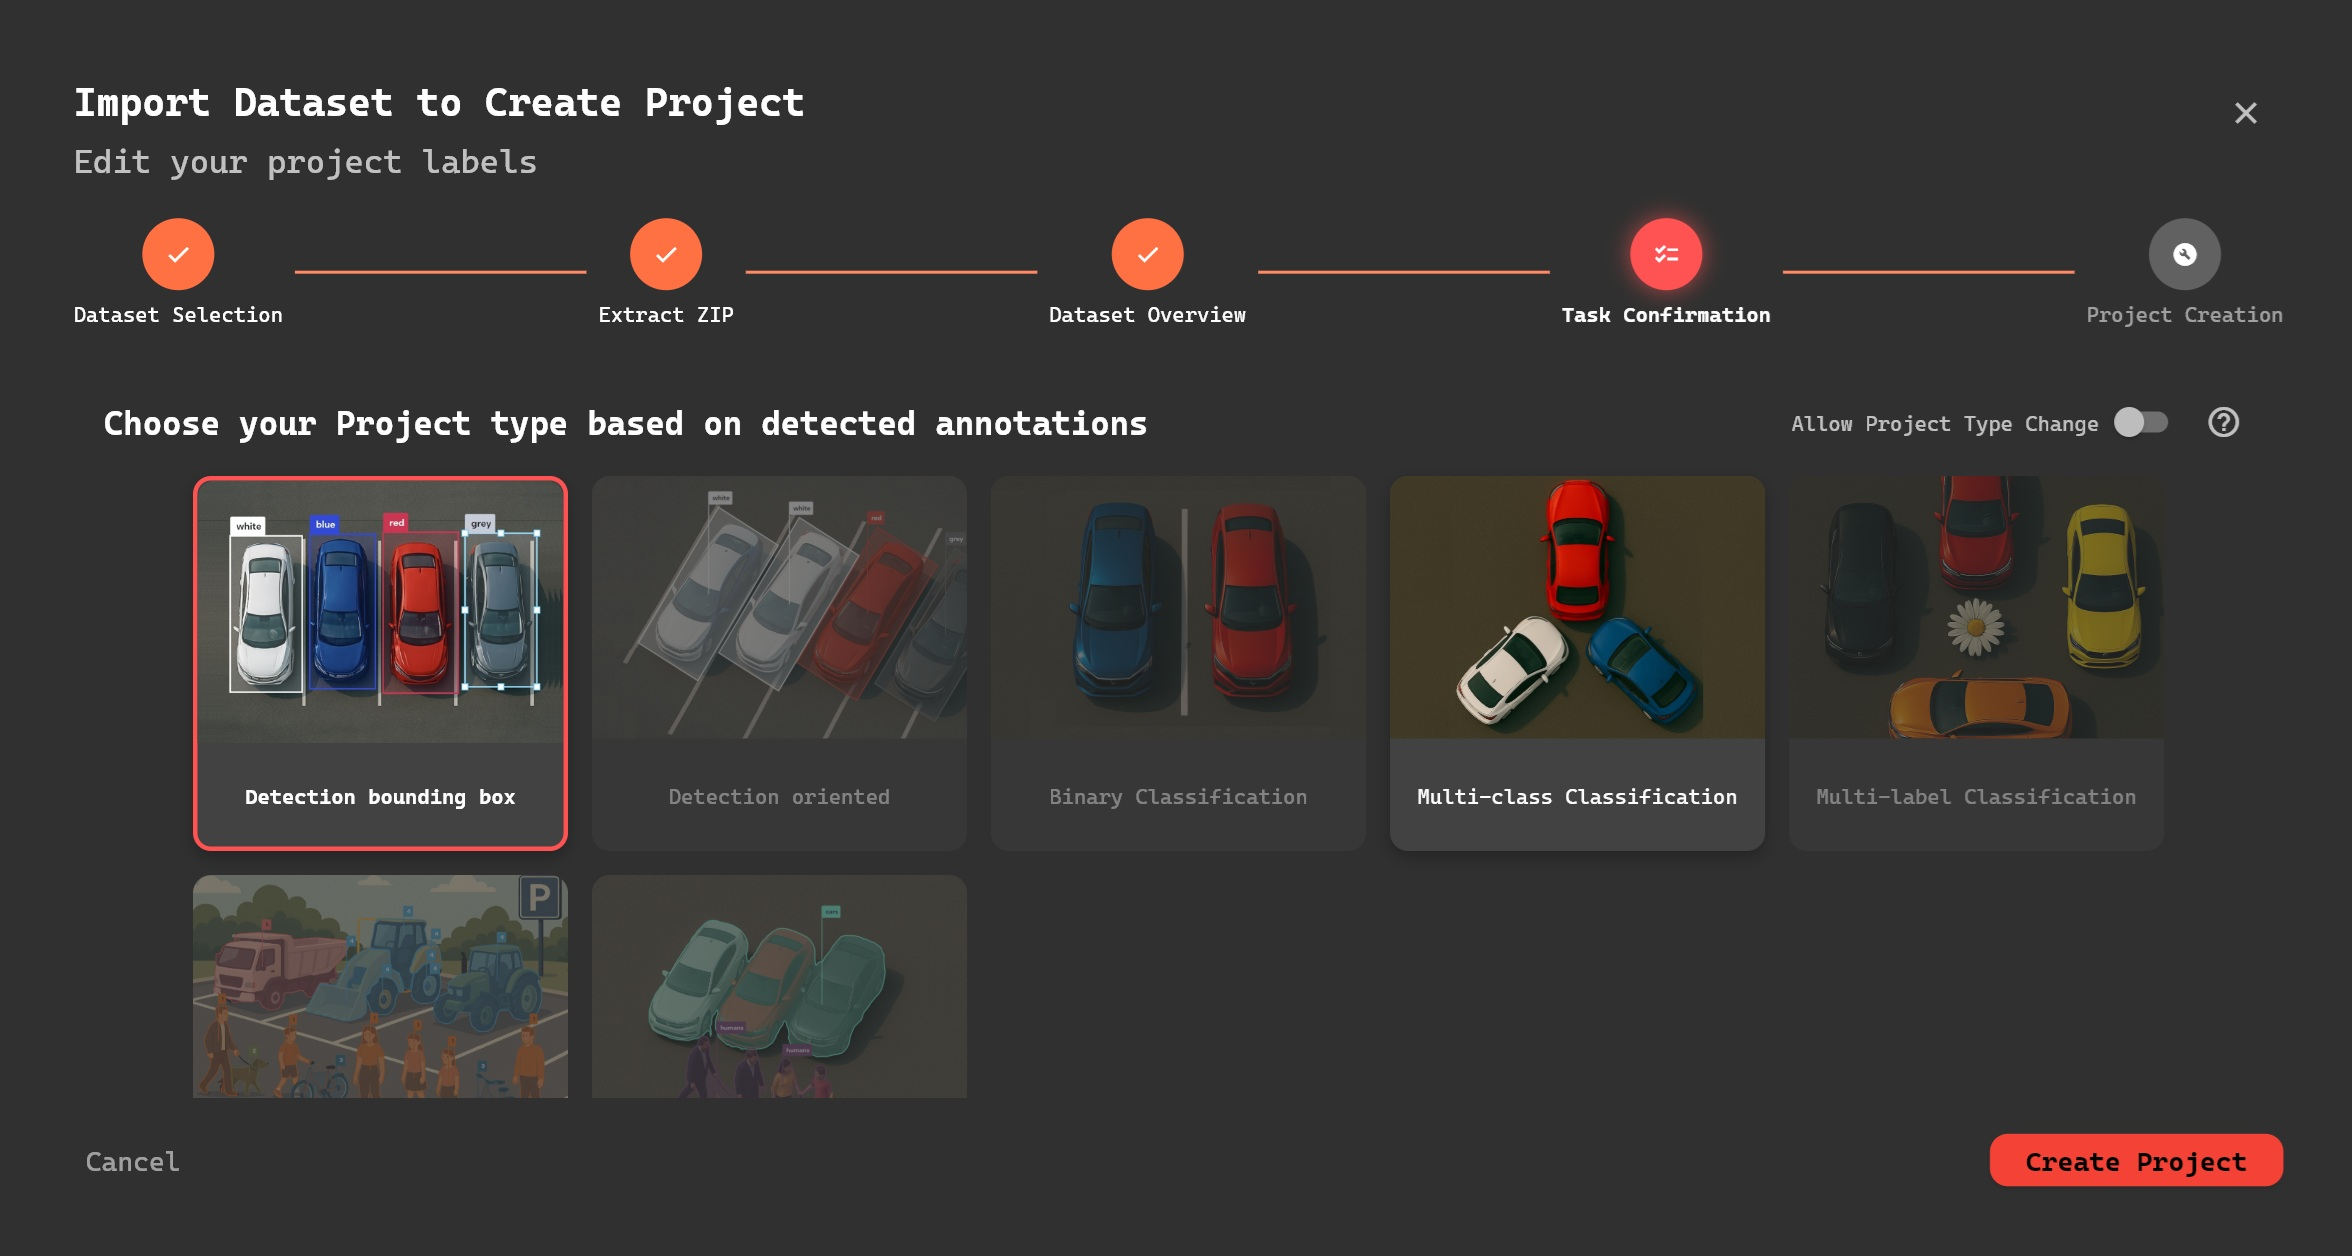 Import Dataset to Create Project
Edit your project labels
Dataset Selection
Extract ZIP
Dataset Overview
Task Confirmation
Project Creation
Choose your Project type based on detected annotations
Allow Project Type Change
white
blue
red
grey
white
white
red
grey
Detection bounding box
Detection oriented
Binary Classification
Multi-class Classification
Multi-label Classification
P
cars
humans
humans
Cancel
Create Project